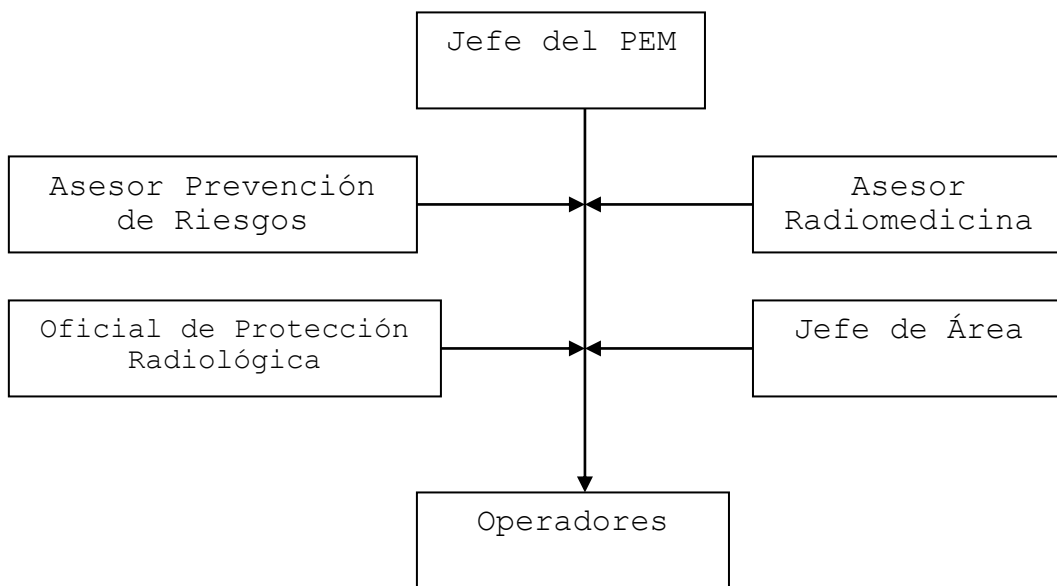 Jefe del PEM
Asesor Prevención
de Riesgos
Asesor
Radiomedicina
Oficial de Protección
Radiológica
Jefe de Área
Operadores